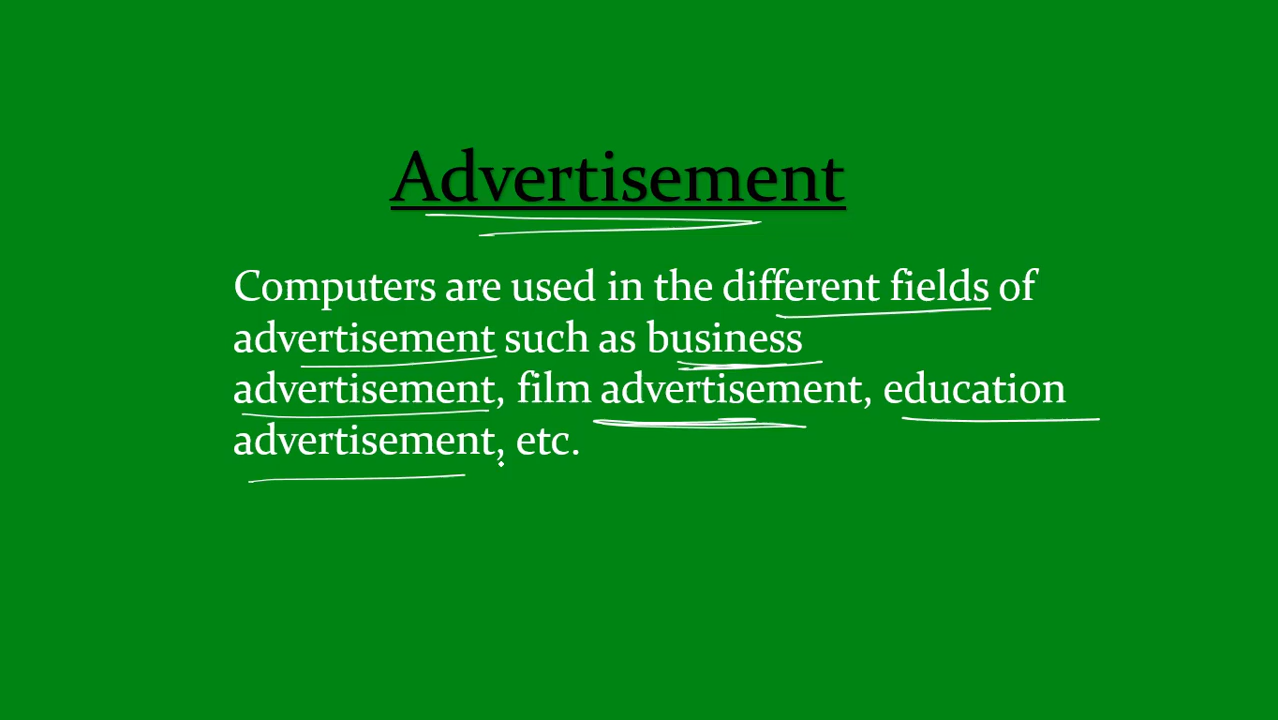 Advertisement
Computers are used in the different fields of
advertisement such as business
advertisement, film advertisement, education
advertisement, etc.